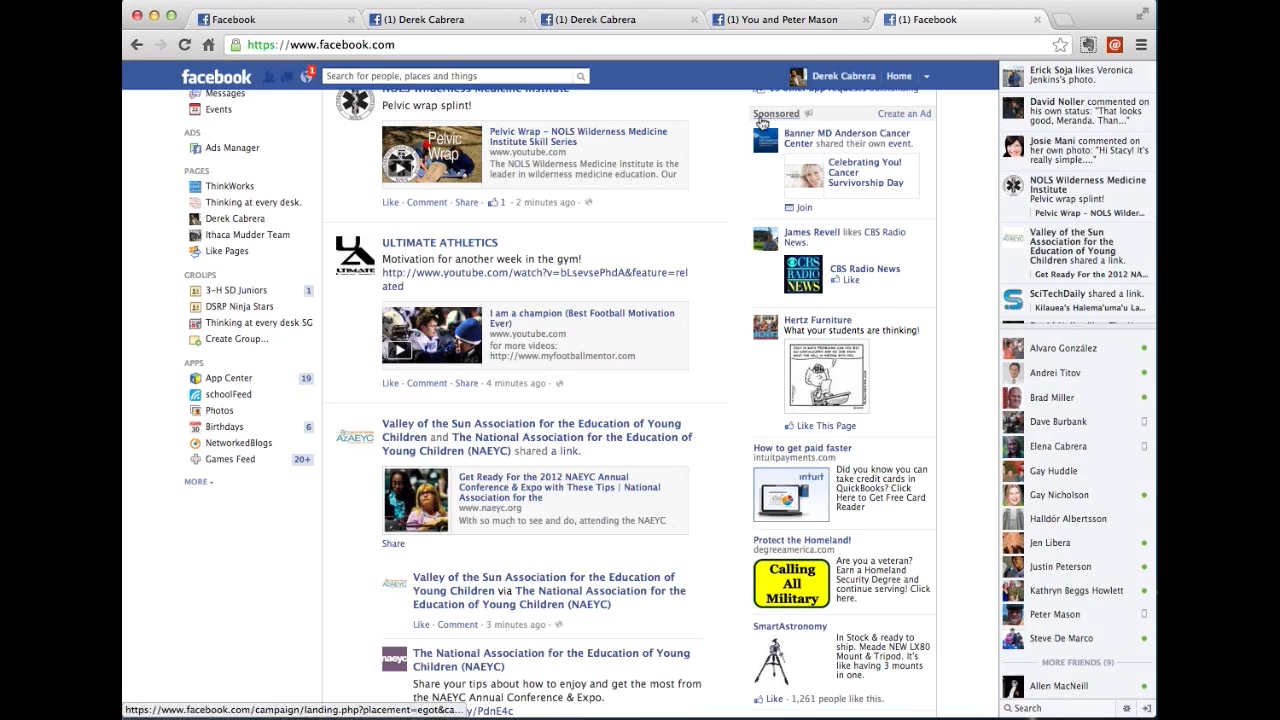 Facebook
(1) Derek Cabrera
(1) Derek Cabrera
(1) You and Peter Mason
(1) Facebook
https://www.facebook.com
facebook
1
Search for people, places and things
Derek Cabrera
Home
Messages
Events
ADS
Ads Manager
PAGES
ThinkWorks
Thinking at every desk.
Derek Cabrera
Ithaca Mudder Team
Like Pages
GROUPS
3-H SD Juniors 1
DSRP Ninja Stars
Thinking at every desk SG
Create Group...
APPS
App Center 19
schoolFeed
Photos
Birthdays 6
NetworkedBlogs
Games Feed 20+
MORE
NOLS Wilderness Medicine Institute
Pelvic wrap splint!
Pelvic
Wrap
Pelvic Wrap - NOLS Wilderness Medicine
Institute Skill Series
www.youtube.com
The NOLS Wilderness Medicine Institute is the
leader in wilderness medicine education. Our
Like · Comment · Share · 1 · 2 minutes ago ·
ULTIMATE
ULTIMATE ATHLETICS
Motivation for another week in the gym!
http://www.youtube.com/watch?v=bLsevsePhdA&feature=rel
ated
I am a champion (Best Football Motivation
Ever)
www.youtube.com
for more videos:
http://www.myfootballmentor.com
Like · Comment · Share · 4 minutes ago ·
AzAEYC
Valley of the Sun Association for the Education of Young
Children and The National Association for the Education of
Young Children (NAEYC) shared a link.
Get Ready For the 2012 NAEYC Annual
Conference & Expo with These Tips | National
Association for the
www.naeyc.org
With so much to see and do, attending the NAEYC
Share
AzAEYC
Valley of the Sun Association for the Education of
Young Children via The National Association for the
Education of Young Children (NAEYC)
Like · Comment · 3 minutes ago ·
naeyc
The National Association for the Education of Young
Children (NAEYC)
Share your tips about how to enjoy and get the most from
the NAEYC Annual Conference & Expo.
y/PdnE4c
https://www.facebook.com/campaign/landing.php?placement=egot&ca...
Sponsored
Create an Ad
Banner MD Anderson Cancer
Center shared their own event.
Celebrating You!
Cancer
Survivorship Day
Join
James Revell likes CBS Radio
News.
CBS
RADIO
NEWS
CBS Radio News
Like
Hertz Furniture
What your students are thinking!
Like This Page
How to get paid faster
intuitpayments.com
intuit
Did you know you can
take credit cards in
QuickBooks? Click
Here to Get Free Card
Reader
Protect the Homeland!
degreeamerica.com
Calling
All
Military
Are you a veteran?
Earn a Homeland
Security Degree and
continue serving! Click
here.
SmartAstronomy
In Stock & ready to
ship. Meade NEW LX80
Mount & Tripod. It's
like having 3 mounts
in one.
Like · 1,261 people like this.
Erick Soja likes Veronica
Jenkins's photo.
David Noller commented on
his own status: "That looks
good, Meranda. Than..."
Josie Mani commented on
her own photo: "Hi Stacy! It's
really simple...."
NOLS Wilderness Medicine
Institute
Pelvic wrap splint!
Pelvic Wrap - NOLS Wilder...
Valley of the Sun
Association for the
Education of Young
Children shared a link.
Get Ready For the 2012 NA...
SciTechDaily shared a link.
Kilauea's Halema'uma'u La...
Alvaro González
Andrei Titov
Brad Miller
Dave Burbank
Elena Cabrera
Gay Huddle
Gay Nicholson
Halldór Albertsson
Jen Libera
Justin Peterson
Kathryn Beggs Howlett
Peter Mason
Steve De Marco
MORE FRIENDS (9)
Allen MacNeill
Search